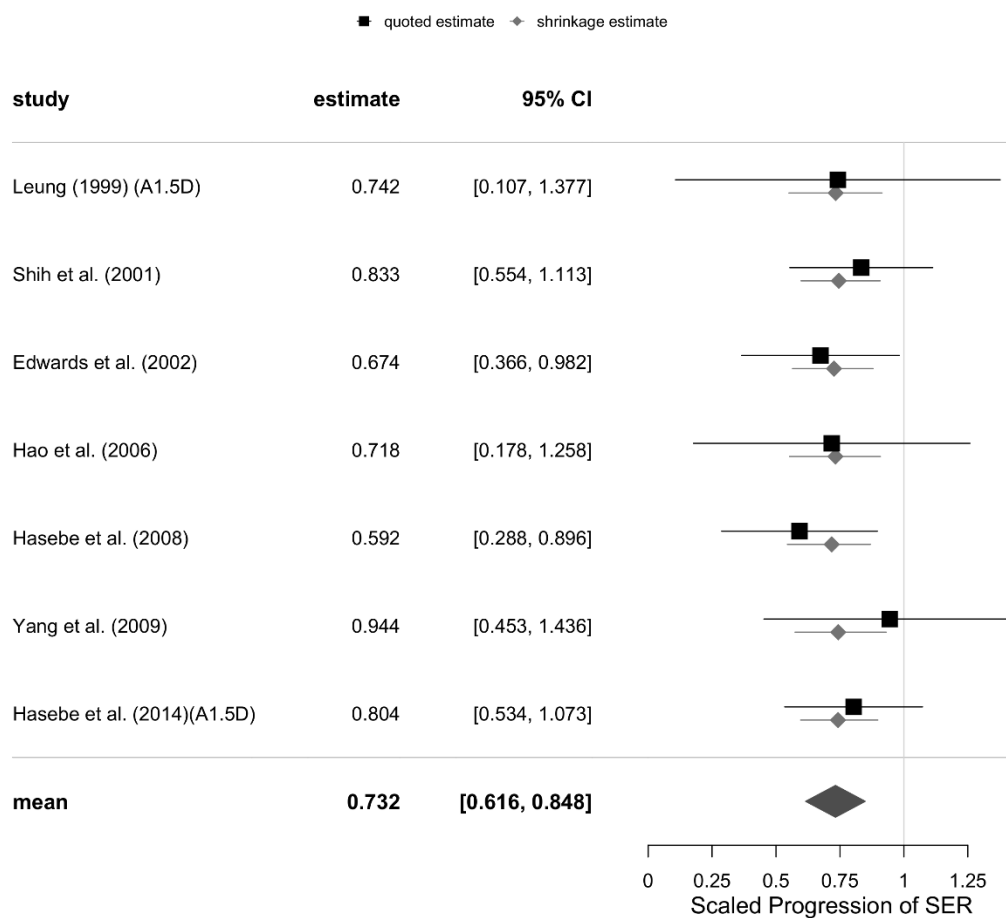 quoted estimate shrinkage estimate
study estimate 95% CI
Leung (1999) (A1.5D) 0.742 [0.107, 1.377]
Shih et al. (2001) 0.833 [0.554, 1.113]
Edwards et al. (2002) 0.674 [0.366, 0.982]
Hao et al. (2006) 0.718 [0.178, 1.258]
Hasebe et al. (2008) 0.592 [0.288, 0.896]
Yang et al. (2009) 0.944 [0.453, 1.436]
Hasebe et al. (2014)(A1.5D) 0.804 [0.534, 1.073]
mean 0.732 [0.616, 0.848]
0 0.25 0.5 0.75 1 1.25
Scaled Progression of SER